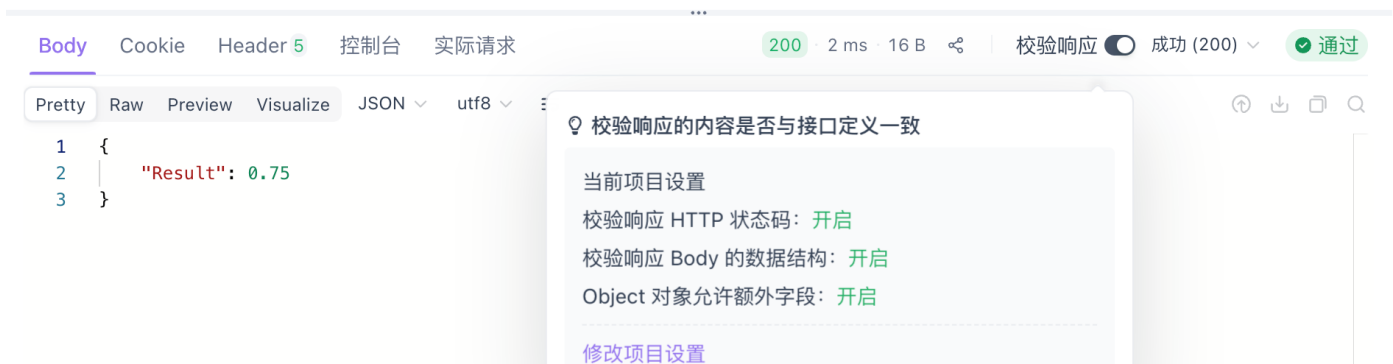 Body Cookie Header 5 控制台 实际请求 200 · 2 ms · 16 B 校验响应 成功 (200) 通过
Pretty Raw Preview Visualize JSON utf8
1 {
2 "Result": 0.75
3 }
校验响应的内容是否与接口定义一致
当前项目设置
校验响应 HTTP 状态码：开启
校验响应 Body 的数据结构：开启
Object 对象允许额外字段：开启
修改项目设置